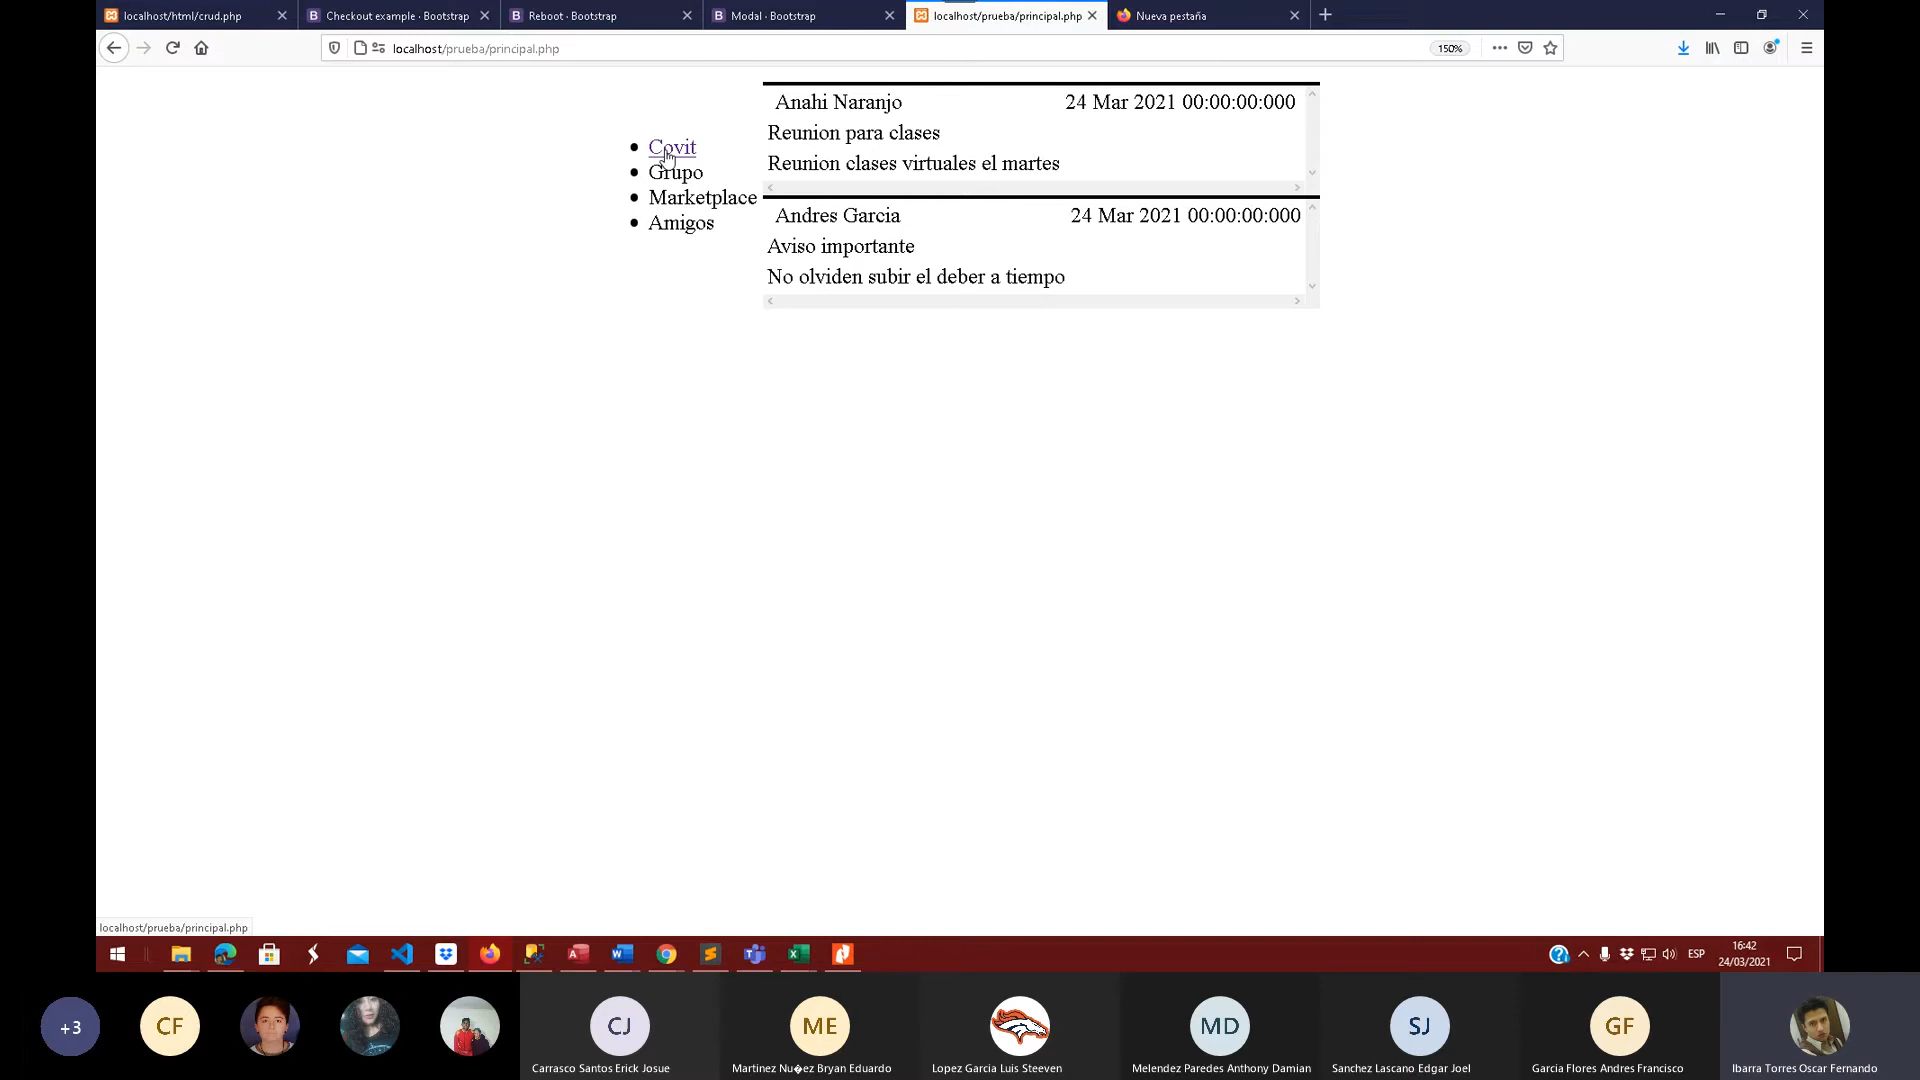 localhost/html/crud.php
Checkout example · Bootstrap
Reboot · Bootstrap
Modal · Bootstrap
localhost/prueba/principal.php
Nueva pestaña
localhost/prueba/principal.php
150%
Anahi Naranjo 24 Mar 2021 00:00:00:000
Reunion para clases
Reunion clases virtuales el martes
Covit
Grupo
Marketplace
Amigos
Andres Garcia 24 Mar 2021 00:00:00:000
Aviso importante
No olviden subir el deber a tiempo
localhost/prueba/principal.php
ESP
16:42
24/03/2021
+3
CF
CJ
ME
MD
SJ
GF
Carrasco Santos Erick Josue
Martinez Nu�ez Bryan Eduardo
Lopez Garcia Luis Steeven
Melendez Paredes Anthony Damian
Sanchez Lascano Edgar Joel
Garcia Flores Andres Francisco
Ibarra Torres Oscar Fernando